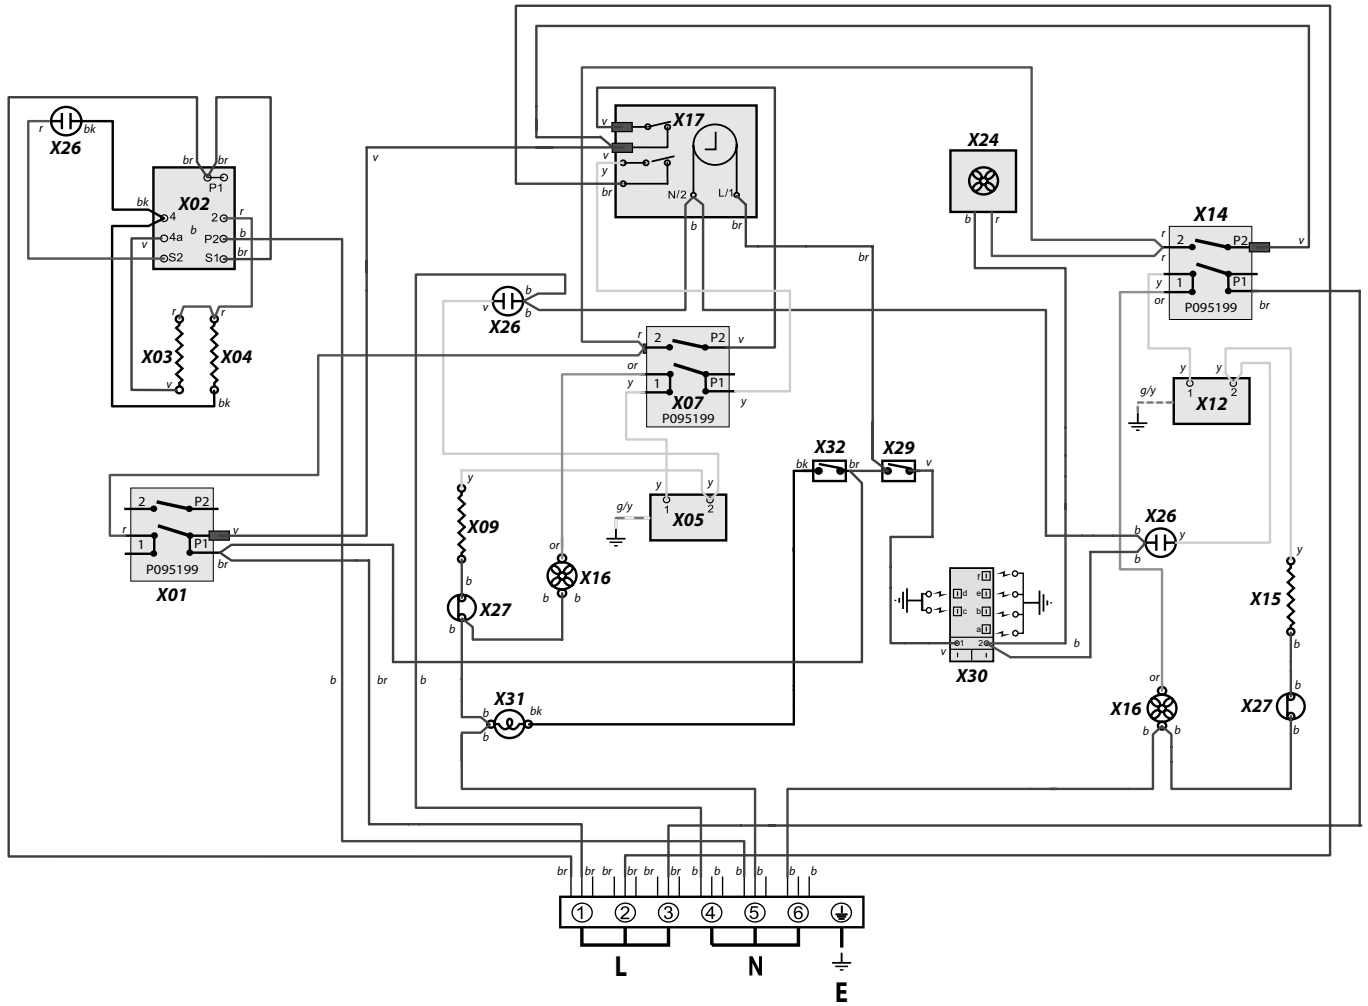 r bk
X26
br br
P1
X02
bk 4 b 2 r
v 4a P2 b
S2 S1 br
r r
X03 X04
v bk
v
v X17
v
y
br N/2 L/1
b br
br
X24
b r
X14
r 2 P2 v
r
y 1 P1
or P095199 br
b
v b
X26
r 2 P2 v
or
y 1 P1
X07 y
P095199
y y
g/y 1 X12 2
X32 X29
bk br v
y
X09
y y
g/y 1 2
X05
2 P2
r v
1 P1
br
P095199
X01
or
X16
b b
b
X27
b
X26
b y
b
f
d e
c b
a
1 2
v b
X30
y
X15
b
b
X27
b
or
X16
b b
b br b
X31
b bk
b
br br br br br br b b b b b b
1 2 3 4 5 6
L N
E